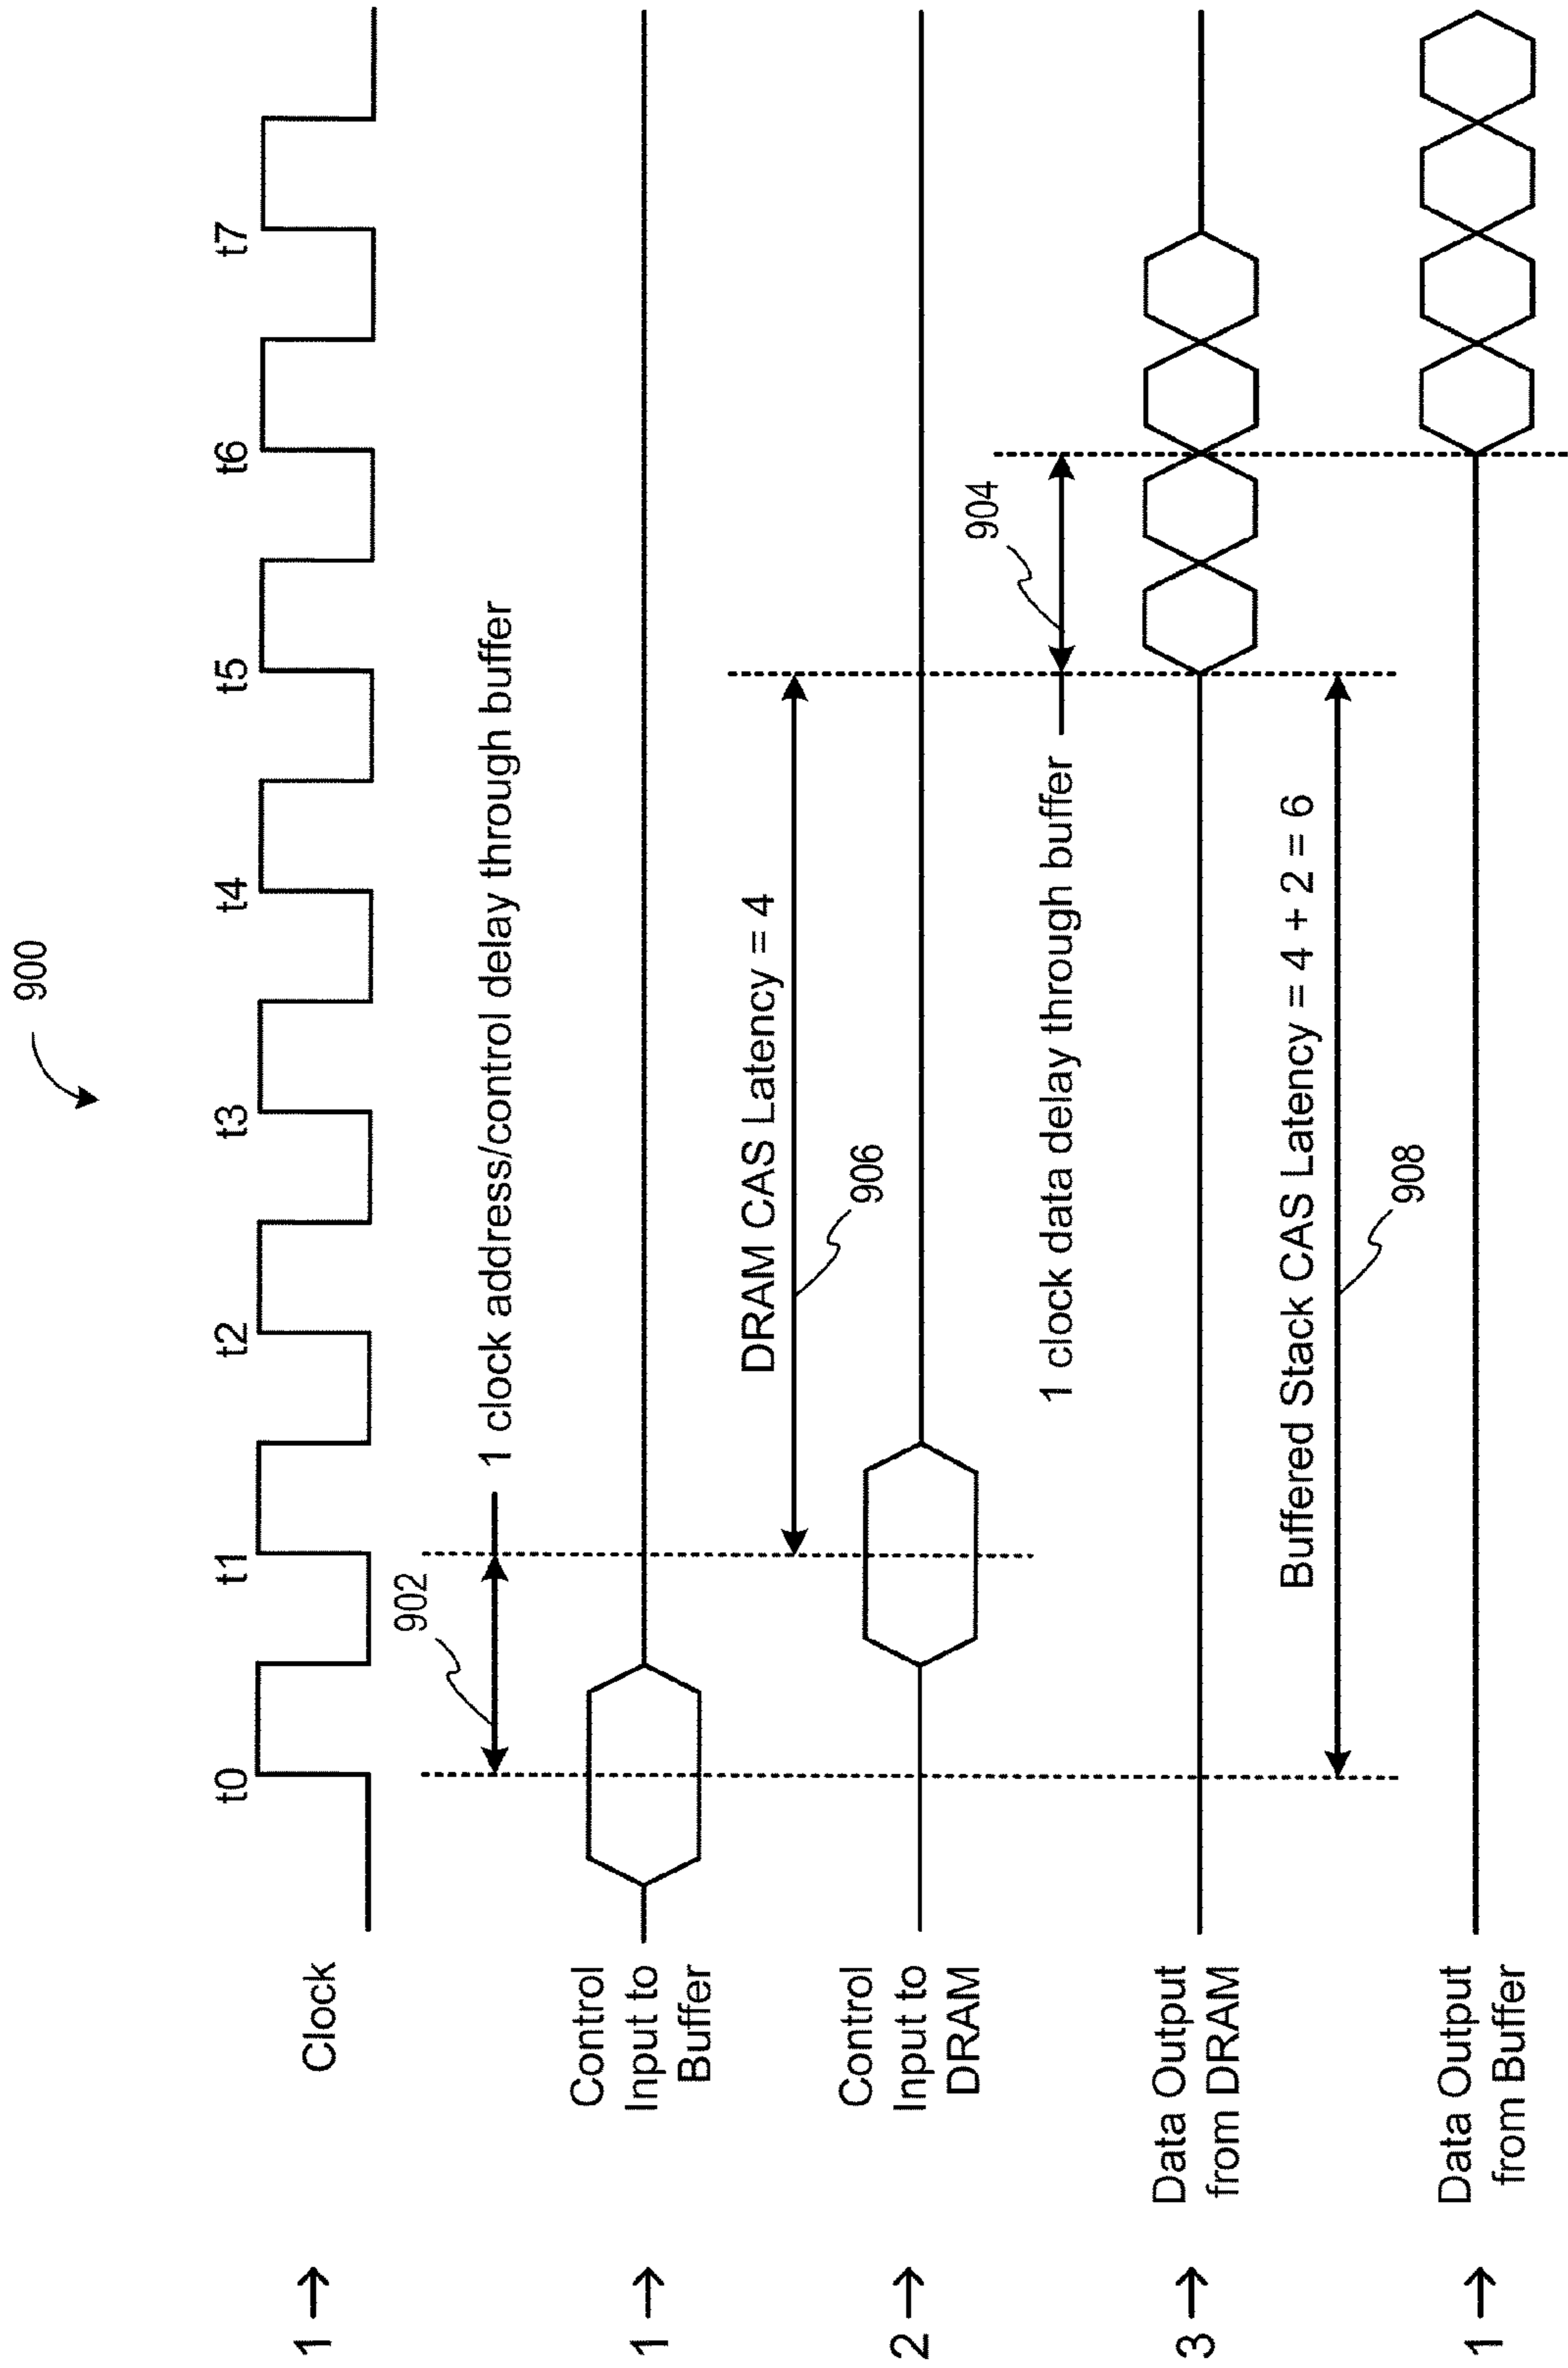 900
t0 t1 t2 t3 t4 t5 t6 t7
1 → Clock
902
1 clock address/control delay through buffer
1 → Control
Input to
Buffer
DRAM CAS Latency = 4
906
2 → Control
Input to
DRAM
904
1 clock data delay through buffer
3 → Data Output
from DRAM
Buffered Stack CAS Latency = 4 + 2 = 6
908
1 → Data Output
from Buffer